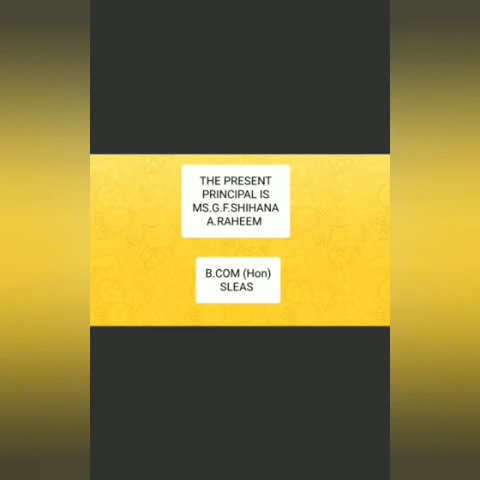 THE PRESENT
PRINCIPAL IS
MS.G.F.SHIHANA
A.RAHEEM
B.COM (Hon)
SLEAS